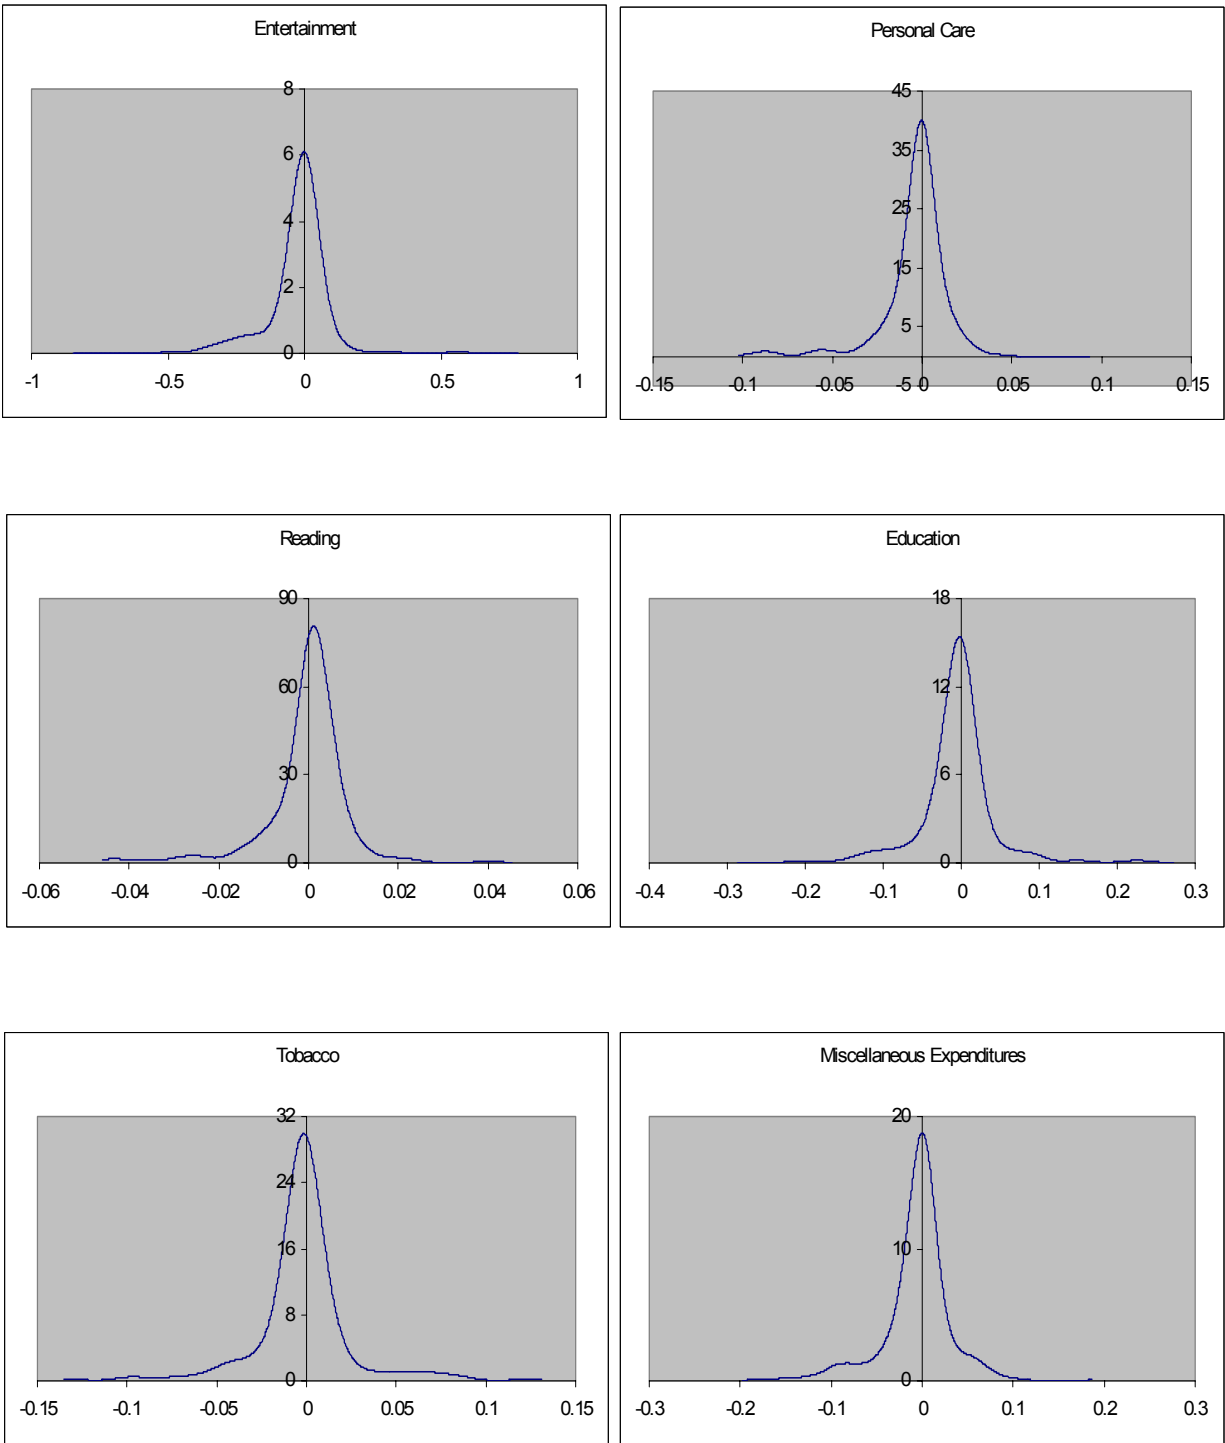 Entertainment
8
6
4
2
0
-1 -0.5 0 0.5 1
Personal Care
45
35
25
15
5
-0.15 -0.1 -0.05 -5 0 0.05 0.1 0.15
Reading
90
60
30
0
-0.06 -0.04 -0.02 0 0.02 0.04 0.06
Education
18
12
6
0
-0.4 -0.3 -0.2 -0.1 0 0.1 0.2 0.3
Tobacco
32
24
16
8
0
-0.15 -0.1 -0.05 0 0.05 0.1 0.15
Miscellaneous Expenditures
20
10
0
-0.3 -0.2 -0.1 0 0.1 0.2 0.3